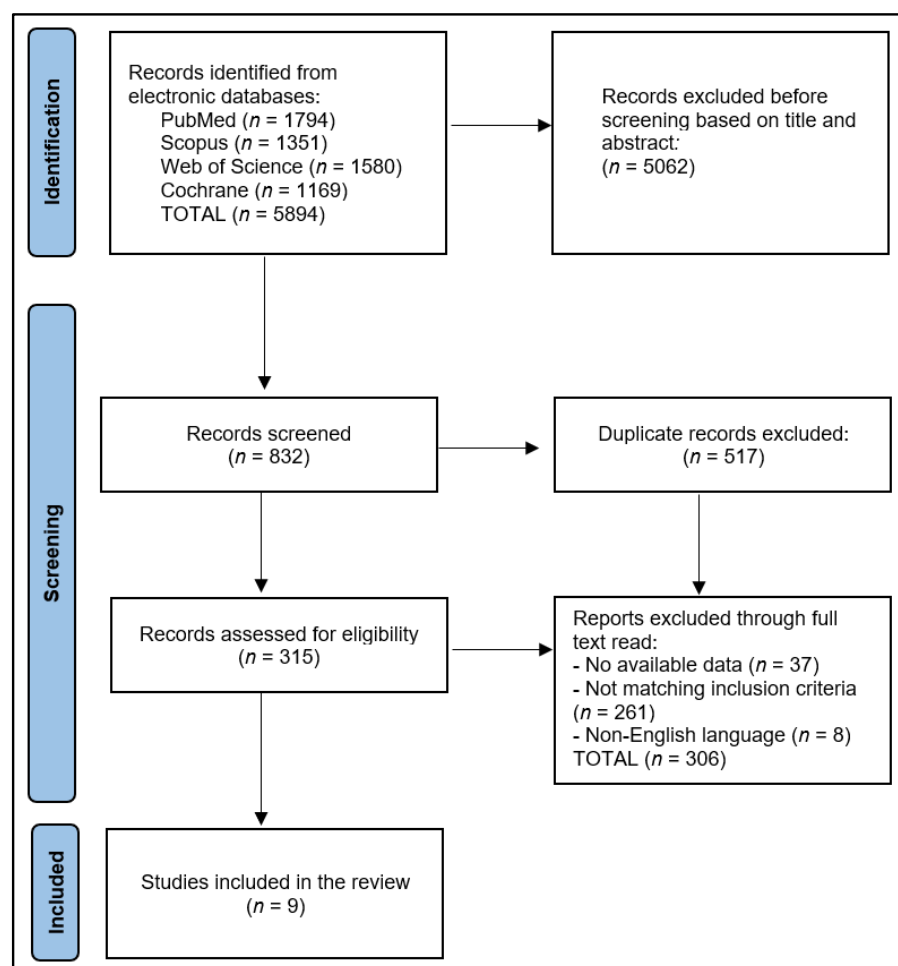 Identification
Records identified from
electronic databases:
PubMed (n = 1794)
Scopus (n = 1351)
Web of Science (n = 1580)
Cochrane (n = 1169)
TOTAL (n = 5894)
Records excluded before
screening based on title and
abstract:
(n = 5062)
Screening
Records screened
(n = 832)
Duplicate records excluded:
(n = 517)
Records assessed for eligibility
(n = 315)
Reports excluded through full
text read:
- No available data (n = 37)
- Not matching inclusion criteria
(n = 261)
- Non-English language (n = 8)
TOTAL (n = 306)
Included
Studies included in the review
(n = 9)